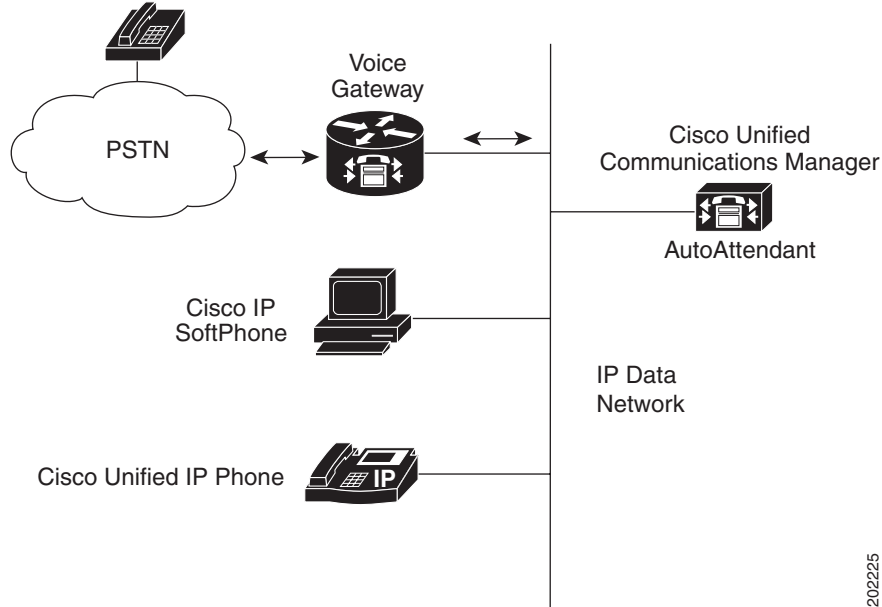 Voice
Gateway
PSTN
Cisco Unified
Communications Manager
AutoAttendant
Cisco IP
SoftPhone
IP Data
Network
Cisco Unified IP Phone
IP
202225